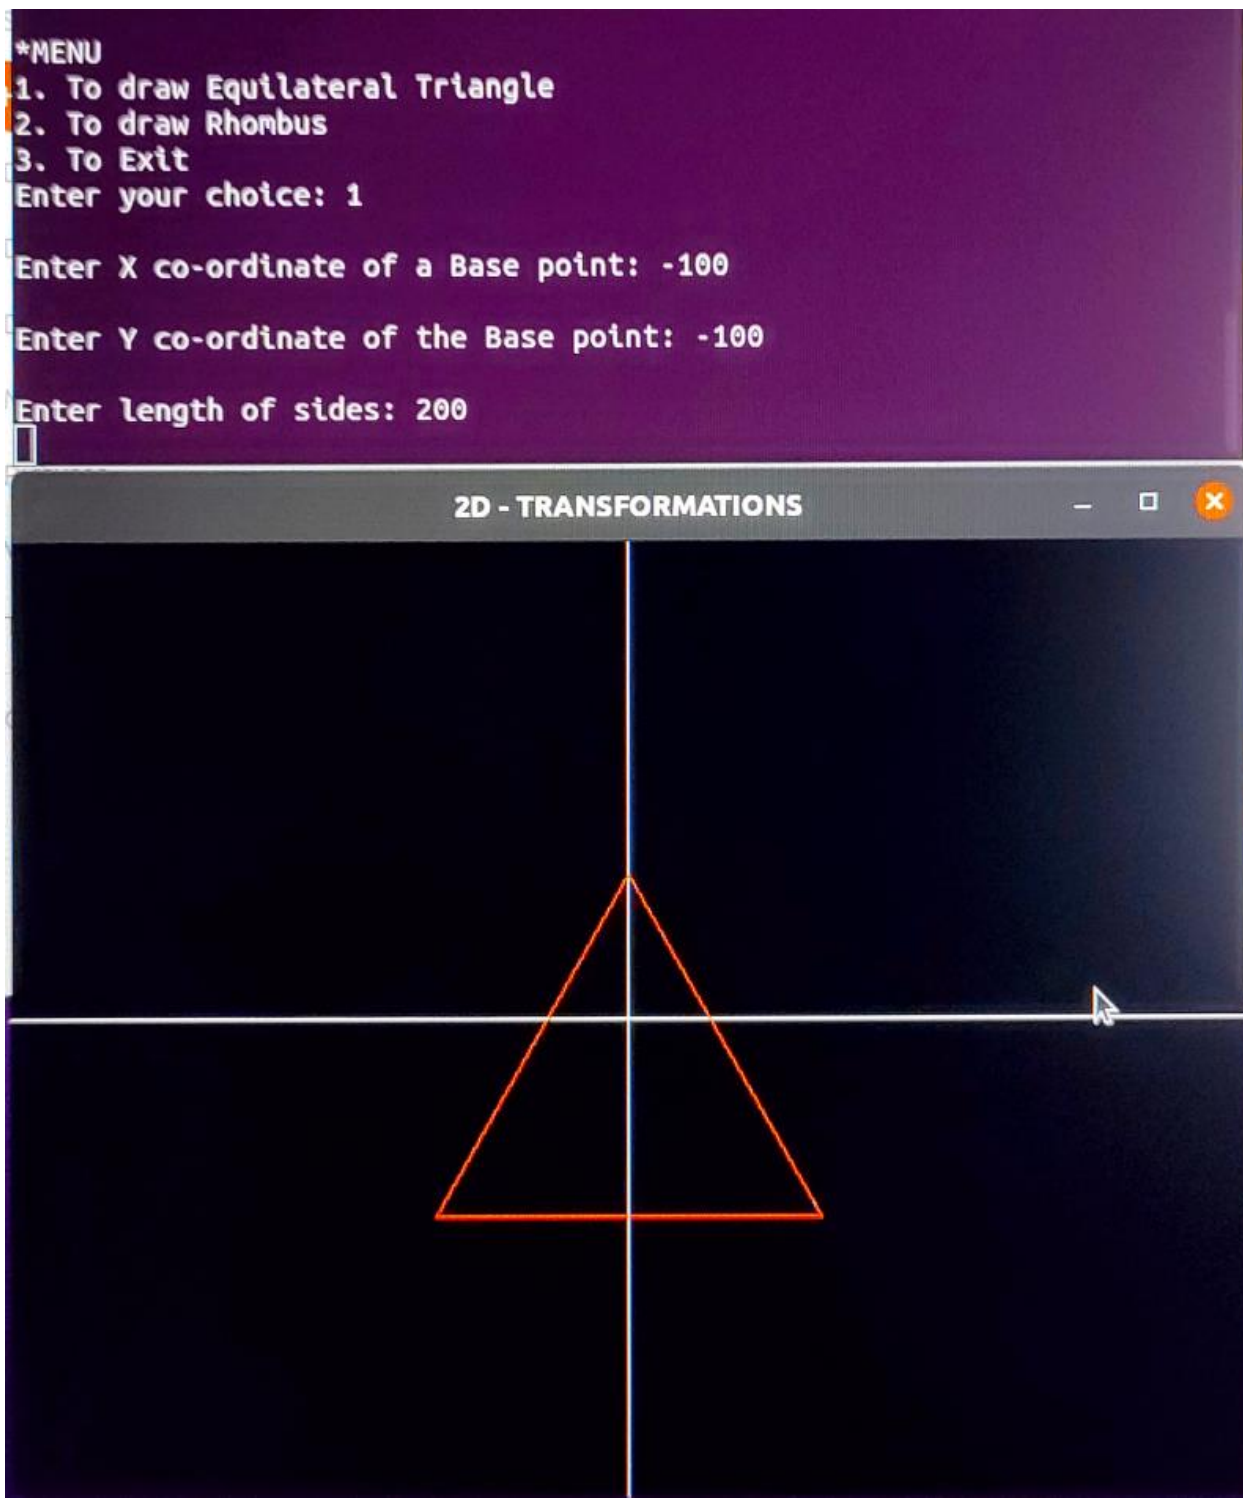 *MENU
1. To draw Equilateral Triangle
2. To draw Rhombus
3. To Exit
Enter your choice: 1
Enter X co-ordinate of a Base point: -100
Enter Y co-ordinate of the Base point: -100
Enter length of sides: 200
2D - TRANSFORMATIONS